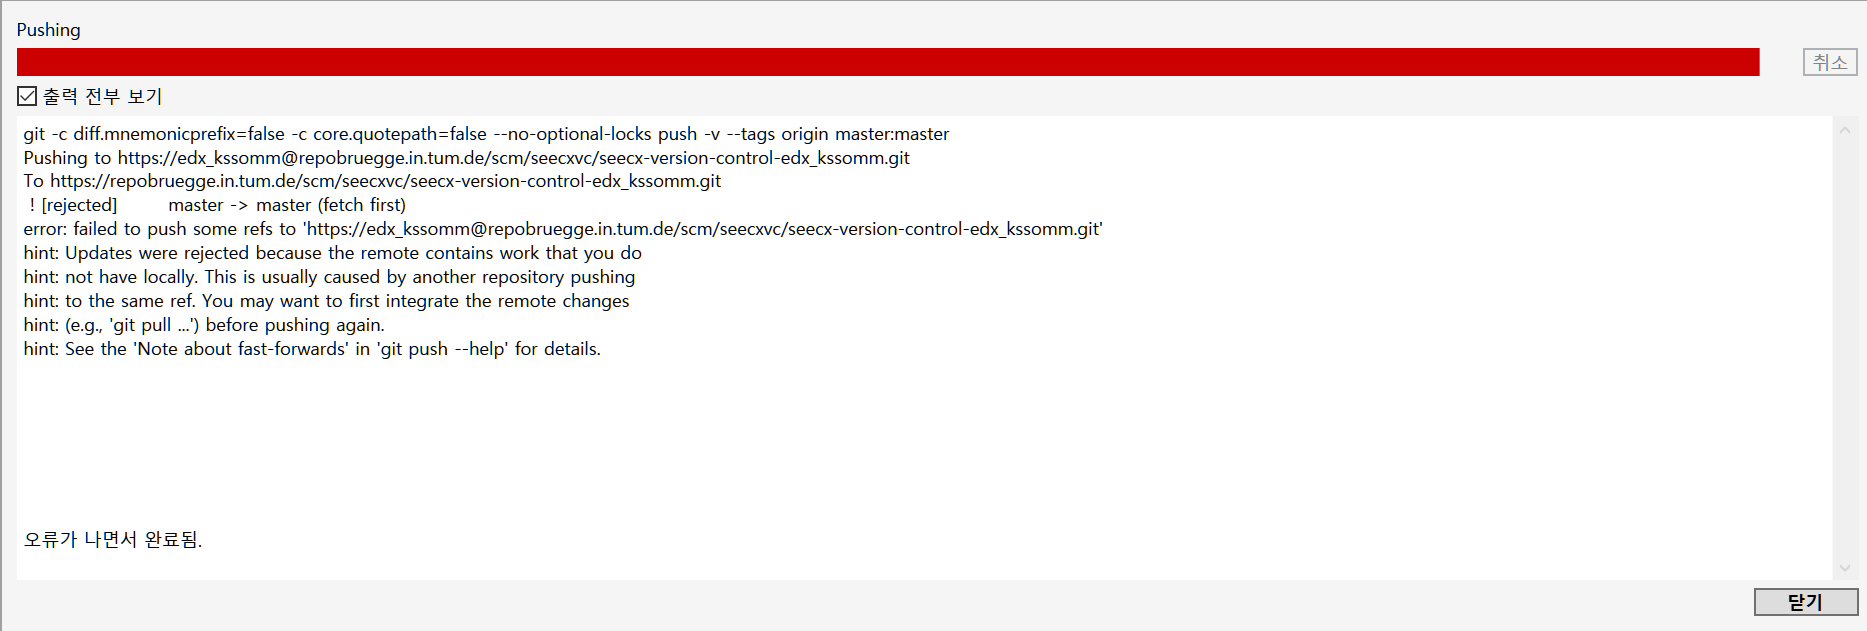 Pushing
취소
출력 전부 보기
git -c diff.mnemonicprefix=false -c core.quotepath=false --no-optional-locks push -v --tags origin master:master
Pushing to https://edx_kssomm@repobruegge.in.tum.de/scm/seecxvc/seecx-version-control-edx_kssomm.git
To https://repobruegge.in.tum.de/scm/seecxvc/seecx-version-control-edx_kssomm.git
! [rejected]        master -> master (fetch first)
error: failed to push some refs to 'https://edx_kssomm@repobruegge.in.tum.de/scm/seecxvc/seecx-version-control-edx_kssomm.git'
hint: Updates were rejected because the remote contains work that you do
hint: not have locally. This is usually caused by another repository pushing
hint: to the same ref. You may want to first integrate the remote changes
hint: (e.g., 'git pull ...') before pushing again.
hint: See the 'Note about fast-forwards' in 'git push --help' for details.
오류가 나면서 완료됨.
닫기